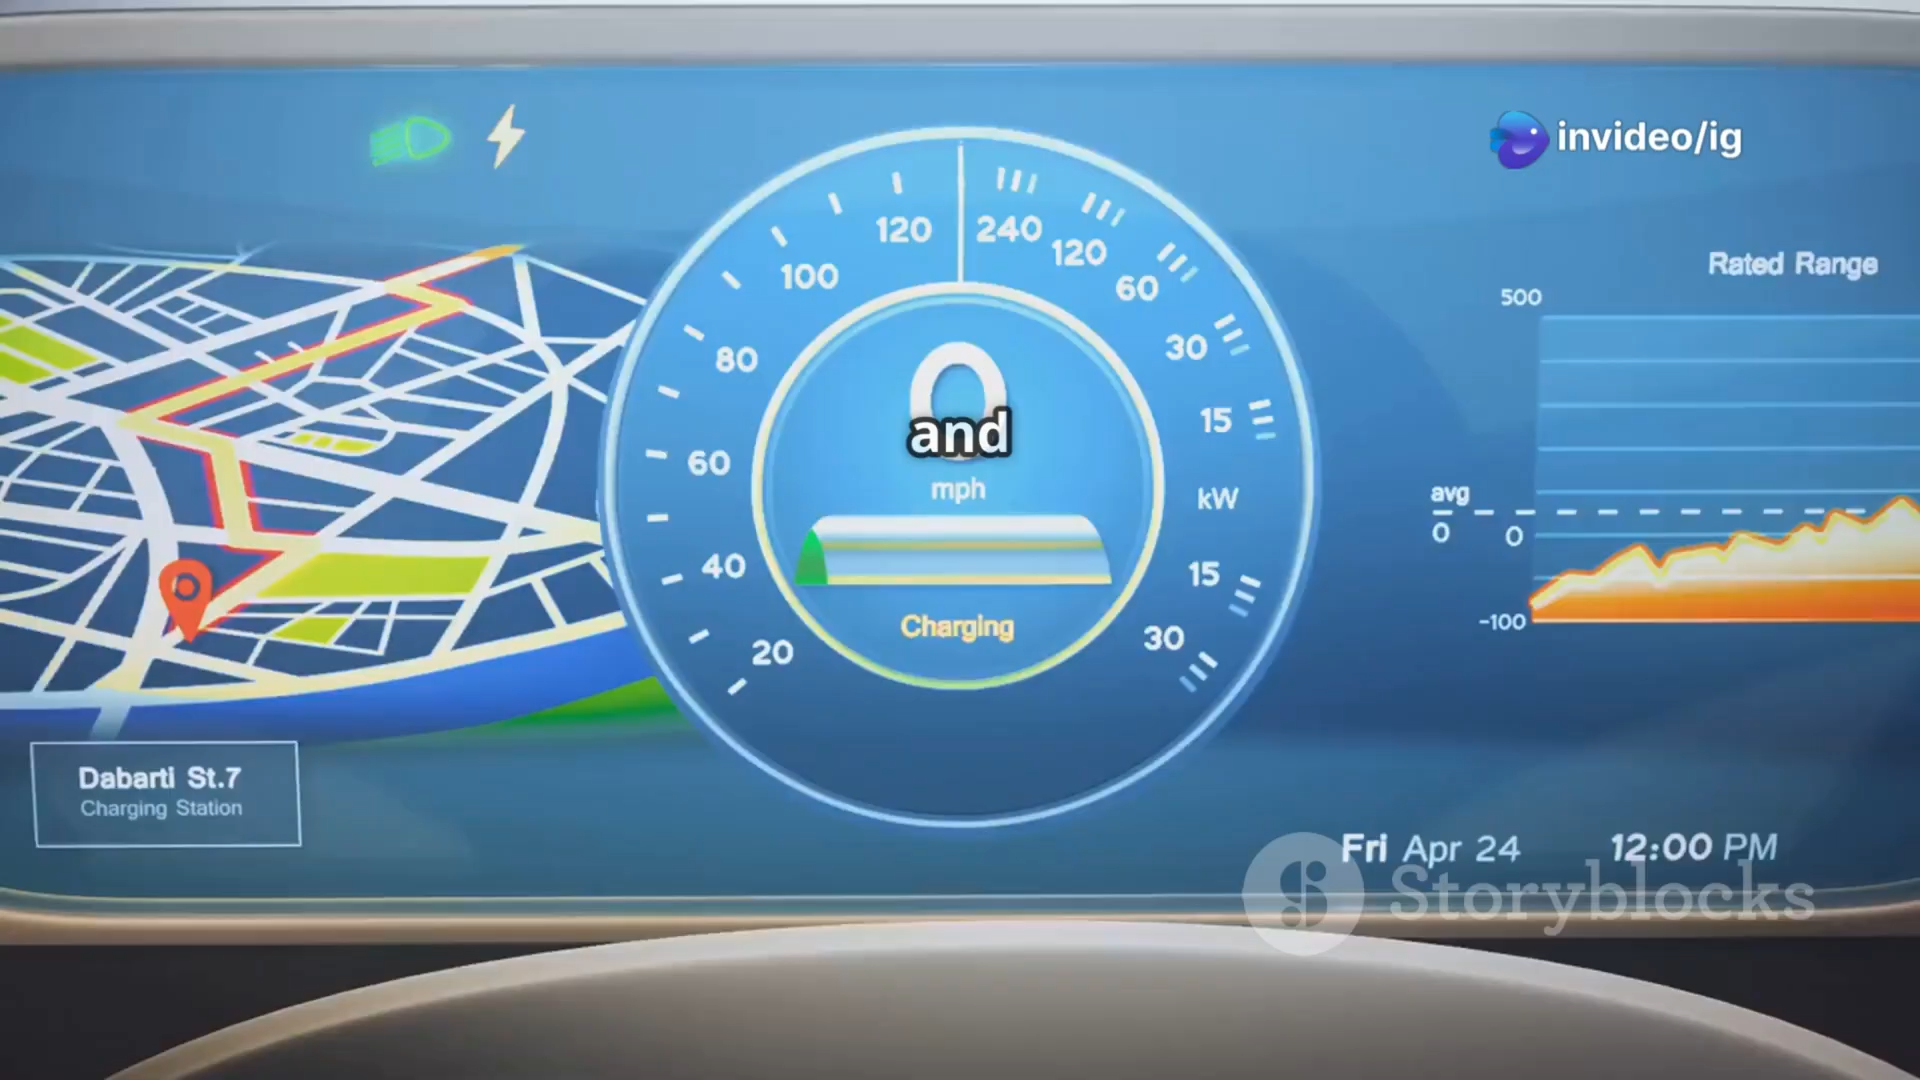 invideo/ig
120
240
100
120
80
60
60
30
40
15
20
kW
15
30
0
and
mph
Charging
Rated Range
500
avg
0
0
-100
Dabarti St.7
Charging Station
Fri Apr 24 12:00 PM
Storyblocks